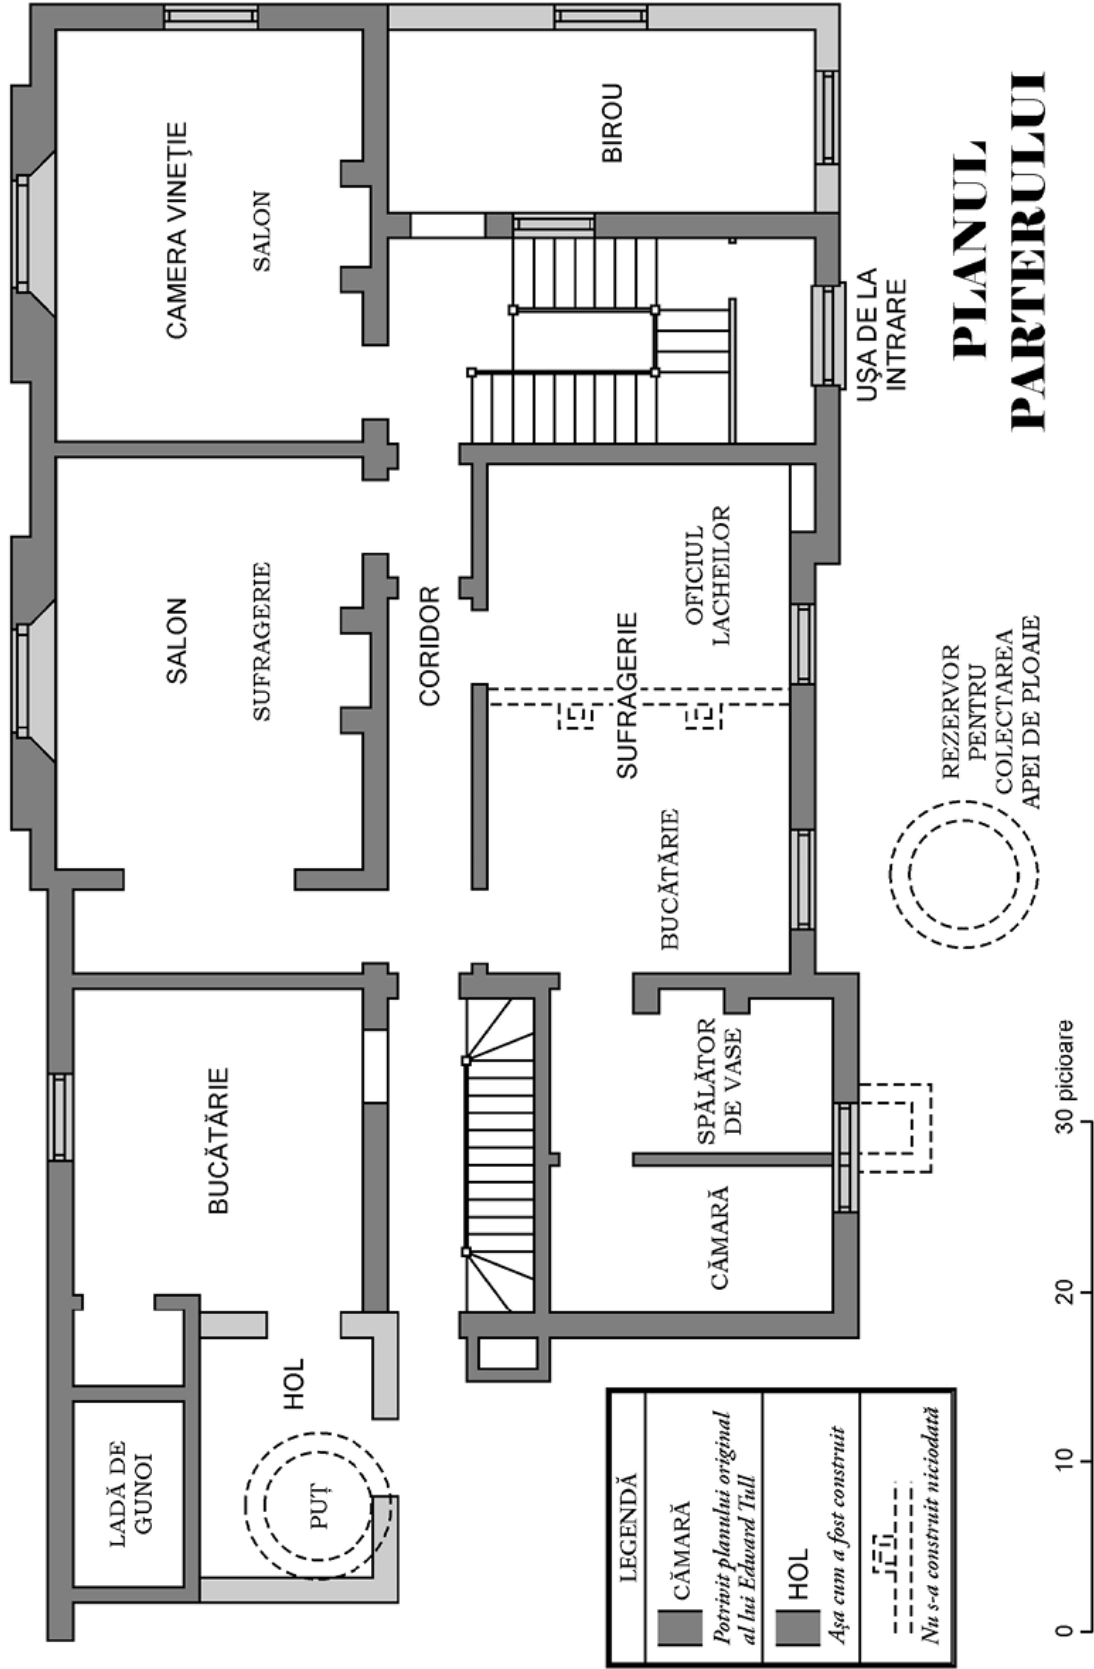 LADĂ DE
GUNOI
BUCĂTĂRIE
SALON
SUFRAGERIE
CAMERA VINEȚIE
SALON
HOL
PUȚ
CORIDOR
BIROU
SUFRAGERIE
CĂMARĂ
SPĂLĂTOR
DE VASE
BUCĂTĂRIE
OFICIUL
LACHEILOR
UȘA DE LA
INTRARE
REZERVOR
PENTRU
COLECTAREA
APEI DE PLOAIE
PLANUL
PARTERULUI
LEGENDĂ
CĂMARĂ
Potrivit planului original
al lui Edward Tull
HOL
Așa cum a fost construit
Nu s-a construit niciodată
0 10 20 30 picioare